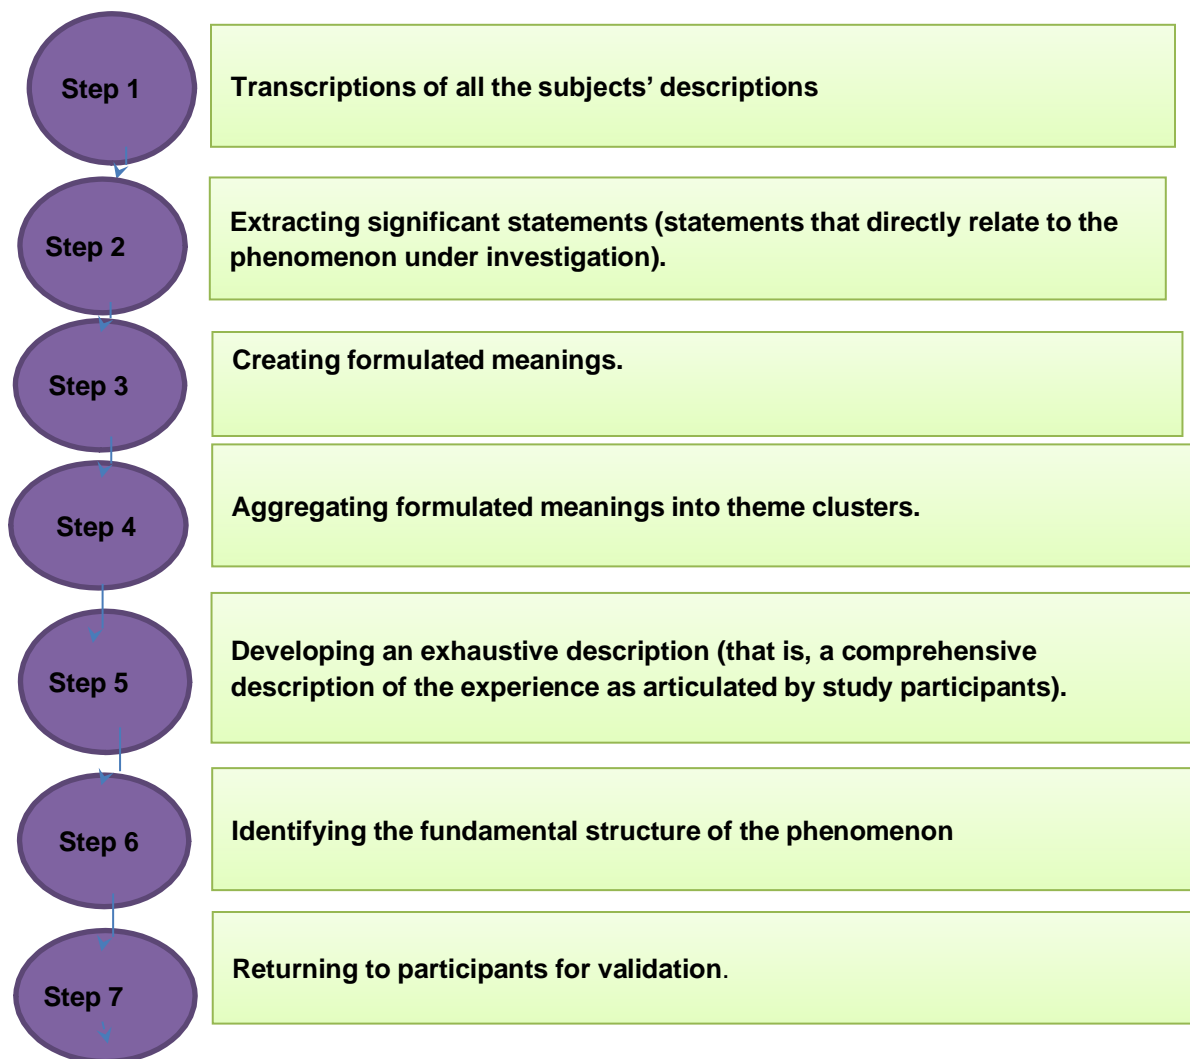 Step 1
Transcriptions of all the subjects’ descriptions
Step 2
Extracting significant statements (statements that directly relate to the
phenomenon under investigation).
Step 3
Creating formulated meanings.
Step 4
Aggregating formulated meanings into theme clusters.
Step 5
Developing an exhaustive description (that is, a comprehensive
description of the experience as articulated by study participants).
Step 6
Identifying the fundamental structure of the phenomenon
Step 7
Returning to participants for validation.